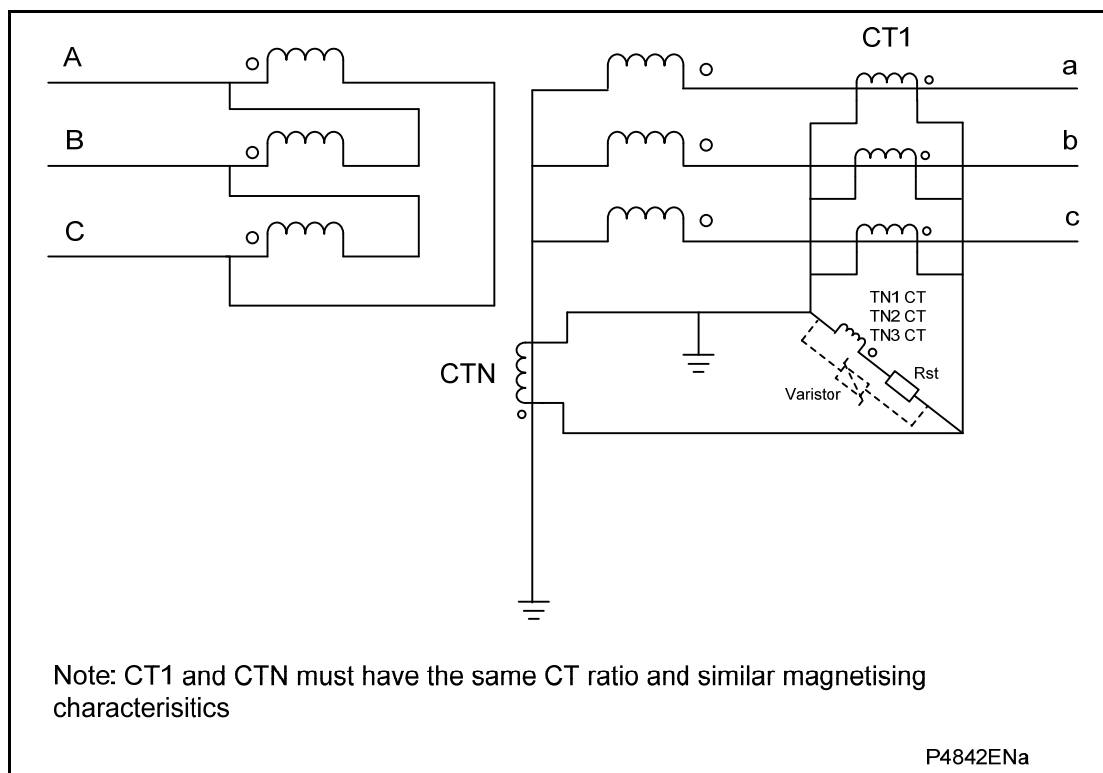 CT1
A
a
B
b
C
c
TN1 CT
TN2 CT
TN3 CT
CTN
Rst
Varistor
Note: CT1 and CTN must have the same CT ratio and similar magnetising
characterisitics
P4842ENa